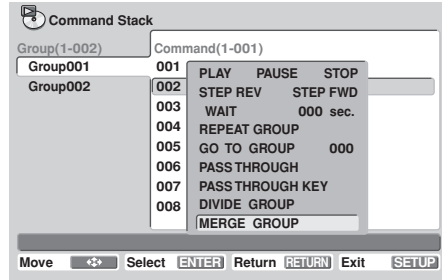 Command Stack
Group(1-002) Command(1-001)
Group001 001
Group002 002
003
004
005
006
007
008
PLAY PAUSE STOP
STEP REV STEP FWD
WAIT 000 sec.
REPEAT GROUP
GO TO GROUP 000
PASS THROUGH
PASS THROUGH KEY
DIVIDE GROUP
MERGE GROUP
Move Select ENTER Return RETURN Exit SETUP